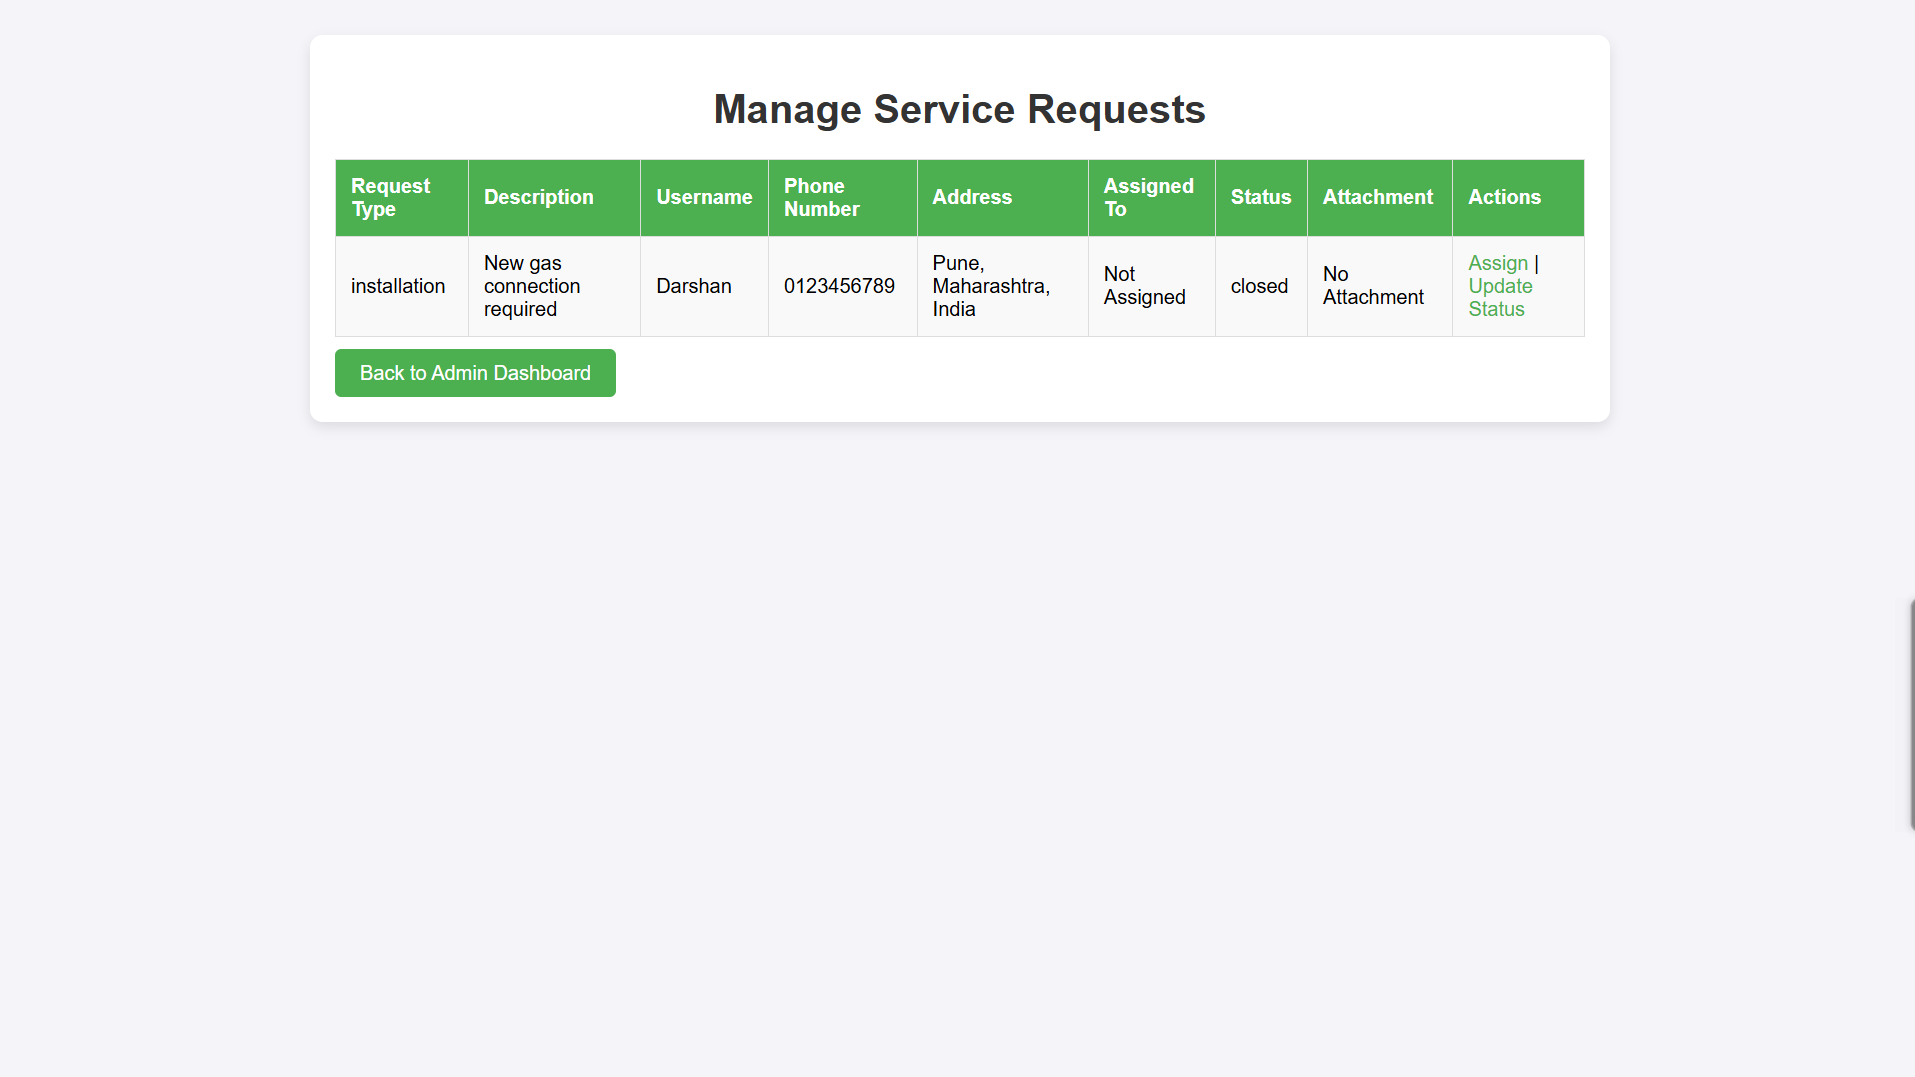 Manage Service Requests
Request Type
Description
Username
Phone Number
Address
Assigned To
Status
Attachment
Actions
installation
New gas
connection
required
Darshan
0123456789
Pune,
Maharashtra,
India
Not
Assigned
closed
No
Attachment
Assign |
Update
Status
Back to Admin Dashboard